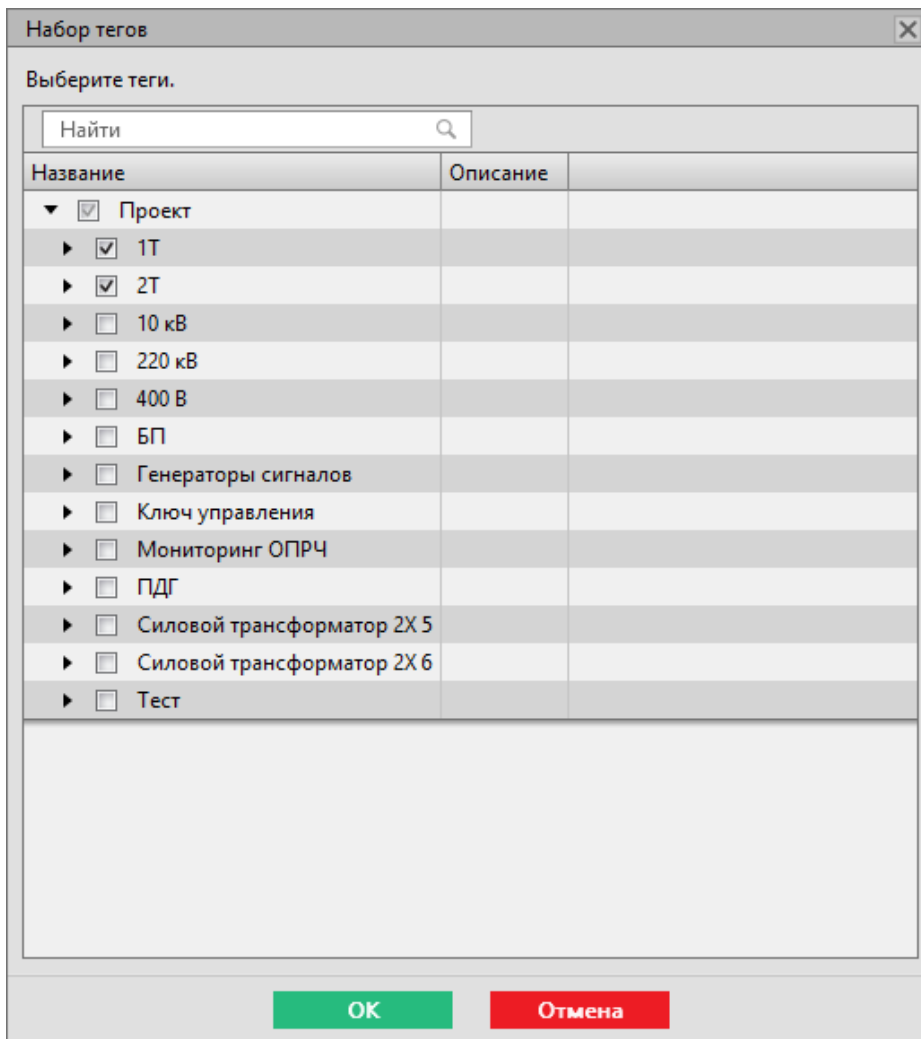 Набор тегов
Выберите теги.
Найти
Название Описание
Проект
1Т
2Т
10 кВ
220 кВ
400 В
БП
Генераторы сигналов
Ключ управления
Мониторинг ОПРЧ
ПДГ
Силовой трансформатор 2Х 5
Силовой трансформатор 2Х 6
Тест
ОК Отмена